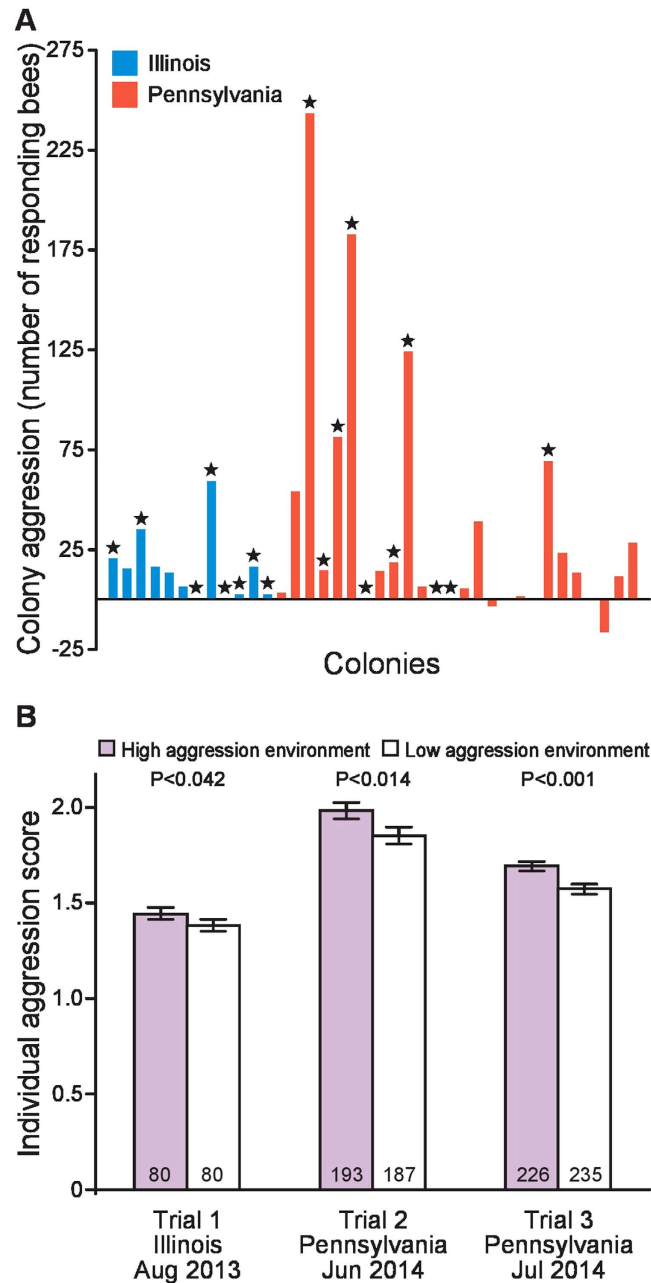 A
Colony aggression (number of responding bees)
275
225
175
125
75
25
-25
Illinois
Pennsylvania
Colonies
B
High aggression environment Low aggression environment
P<0.042 P<0.014 P<0.001
Individual aggression score
2.0
1.5
1.0
0.5
0
80 80 193 187 226 235
Trial 1 Trial 2 Trial 3
Illinois Pennsylvania Pennsylvania
Aug 2013 Jun 2014 Jul 2014